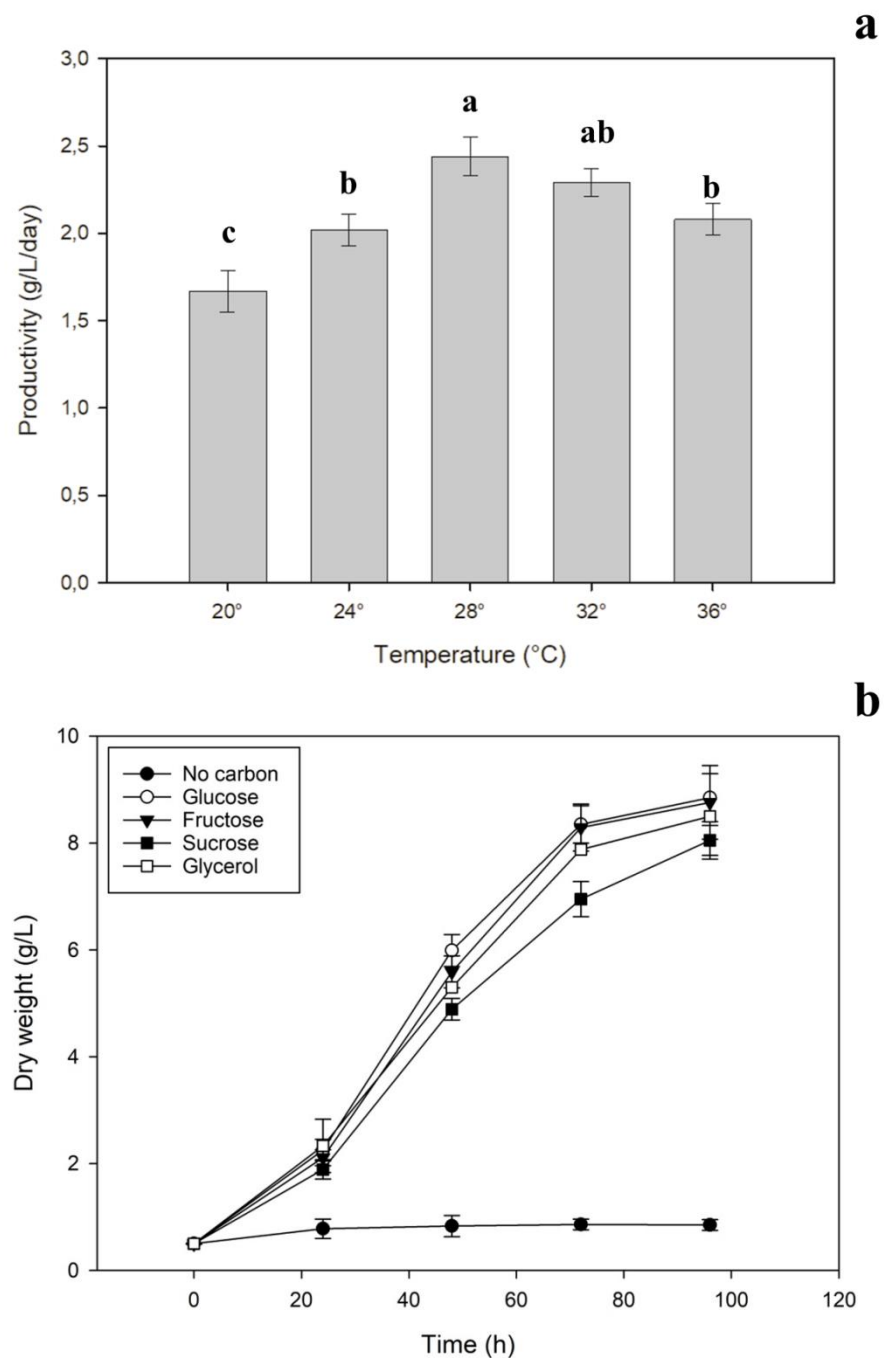 a
3,0
2,5
2,0
1,5
1,0
0,5
0,0
Productivity (g/L/day)
c
b
a
ab
b
20°
24°
28°
32°
36°
Temperature (°C)
b
10
8
6
4
2
0
Dry weight (g/L)
No carbon
Glucose
Fructose
Sucrose
Glycerol
0
20
40
60
80
100
120
Time (h)